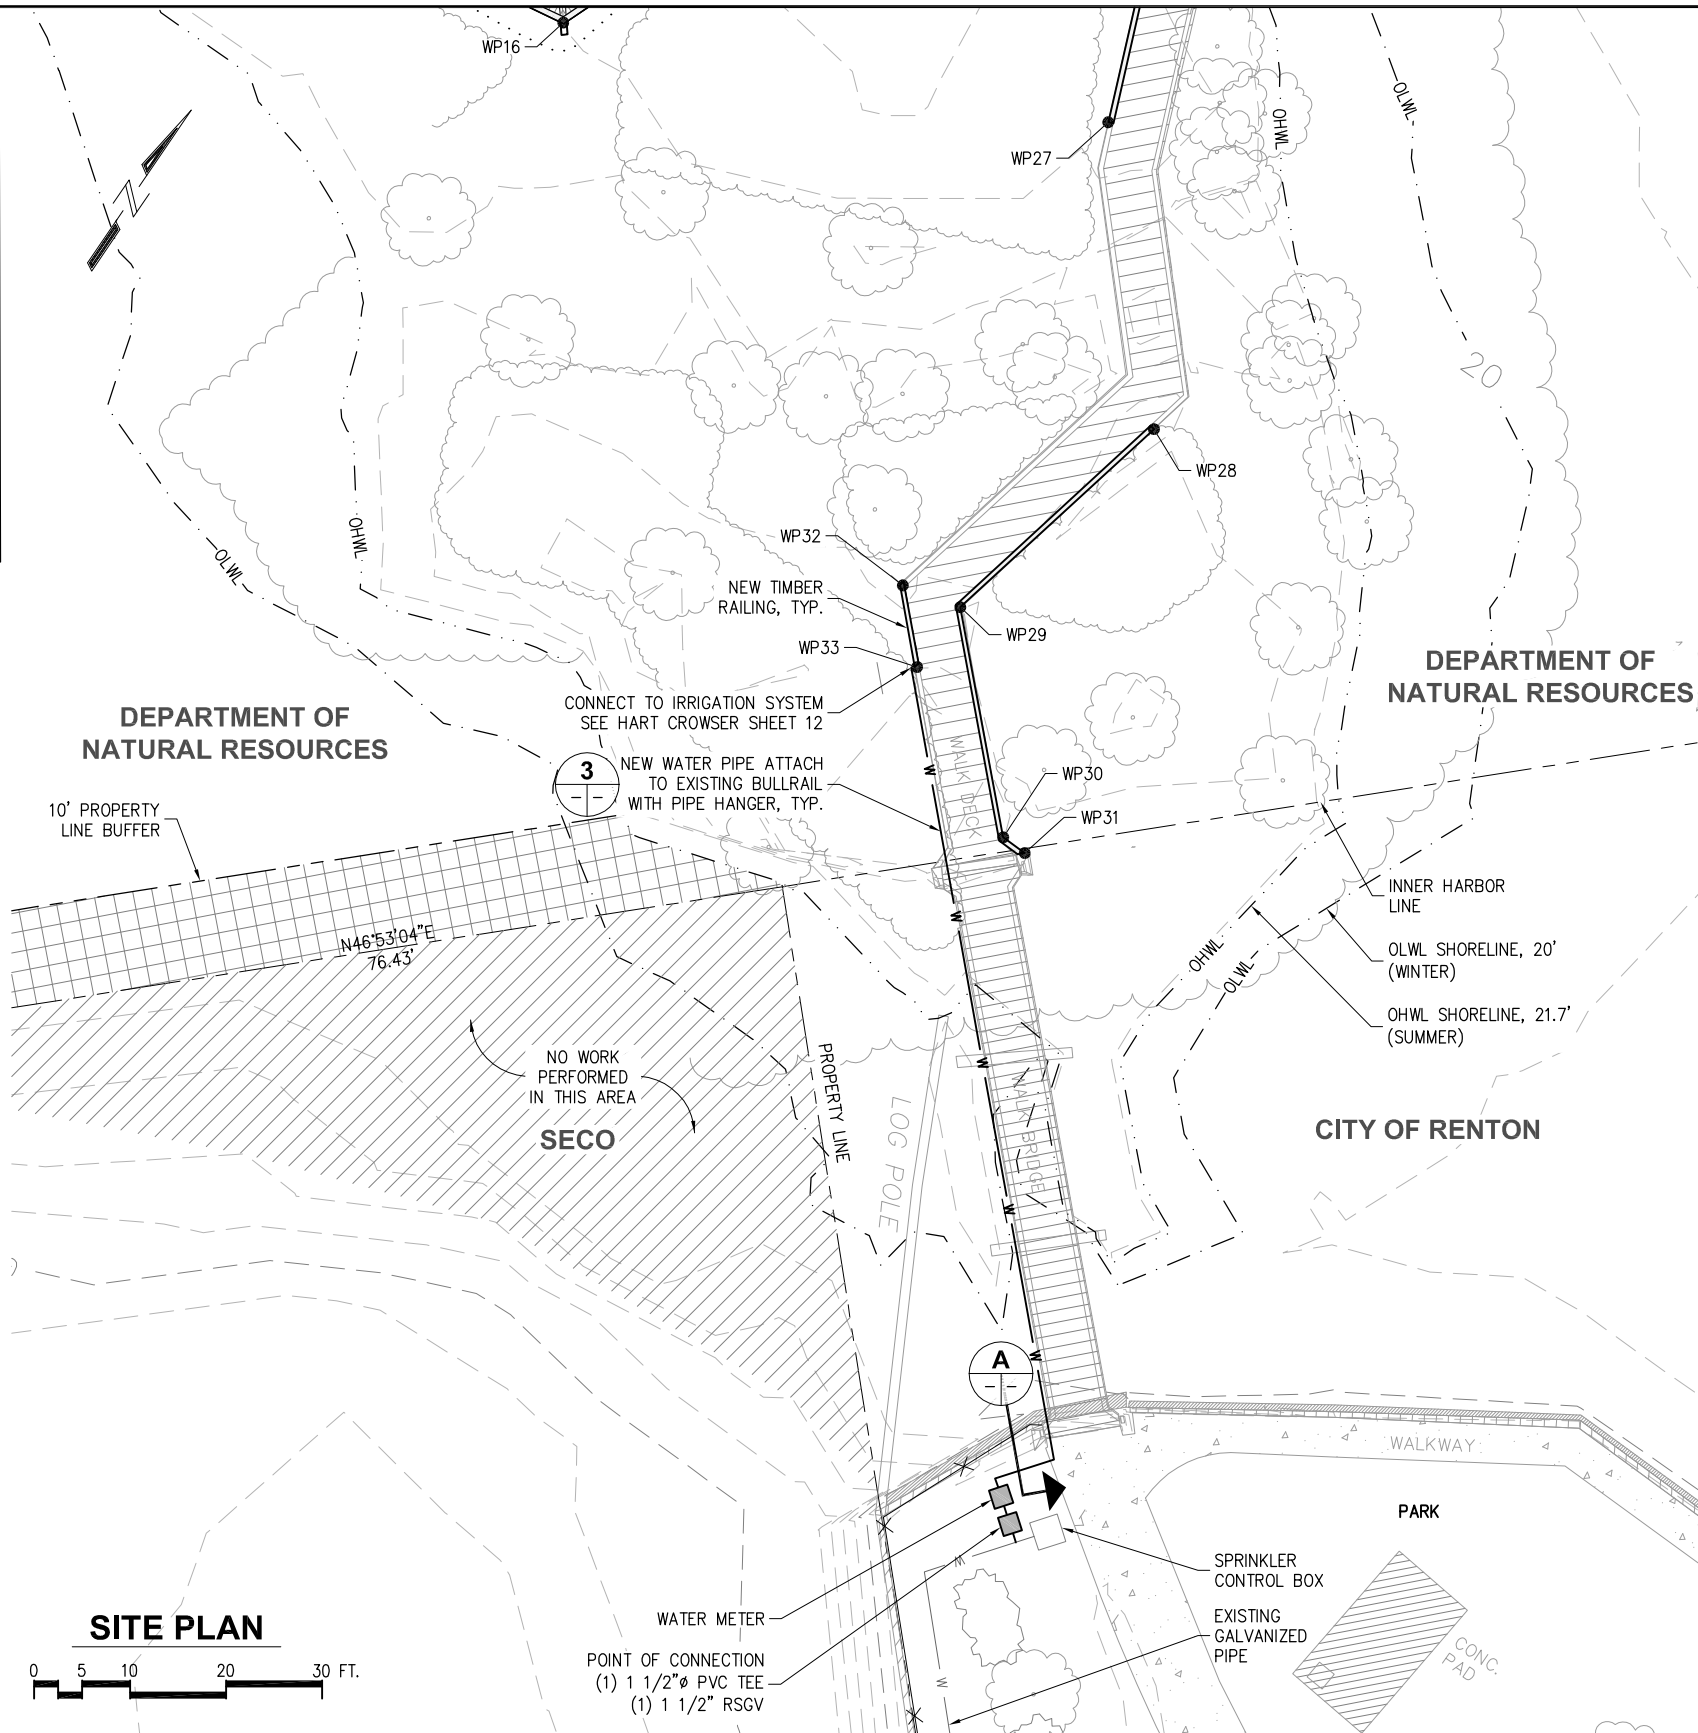 WP16
WP27
OHWL
OLWL
N
20
WP28
WP32
OHWL
OLWL
NEW TIMBER
RAILING, TYP.
WP29
WP33
DEPARTMENT OF
NATURAL RESOURCES
CONNECT TO IRRIGATION SYSTEM
SEE HART CROWSER SHEET 12
DEPARTMENT OF
NATURAL RESOURCES
3
NEW WATER PIPE ATTACH
TO EXISTING BULLRAIL
WITH PIPE HANGER, TYP.
W
WALK DECK
WP30
WP31
10' PROPERTY
LINE BUFFER
INNER HARBOR
LINE
W
N46°53'04"E
76.43'
OHWL
OLWL
OLWL SHORELINE, 20'
(WINTER)
OHWL SHORELINE, 21.7'
(SUMMER)
NO WORK
PERFORMED
IN THIS AREA
SECO
PROPERTY LINE
LOG POLE
W
WALK BRIDGE
CITY OF RENTON
W
W
A
WALKWAY
PARK
SPRINKLER
CONTROL BOX
W
WATER METER
EXISTING
GALVANIZED
PIPE
W
CONC.
PAD
POINT OF CONNECTION
(1) 1 1/2"ø PVC TEE
(1) 1 1/2" RSGV
SITE PLAN
0 5 10 20 30 FT.